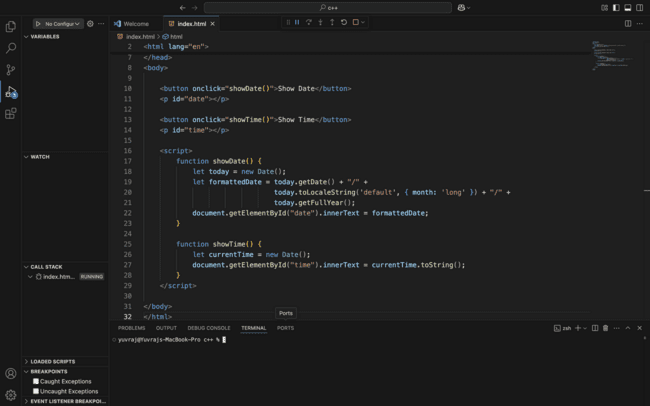 c++
No Configur
Welcome
index.html
VARIABLES
index.html > html
2 <html lang="en">
7 </head>
8 <body>
9
10 <button onclick="showDate()">Show Date</button>
11 <p id="date"></p>
12
13 <button onclick="showTime()">Show Time</button>
14 <p id="time"></p>
15
16 <script>
17 function showDate() {
18 let today = new Date();
19 let formattedDate = today.getDate() + "/" +
20 today.toLocaleString('default', { month: 'long' }) + "/" +
21 today.getFullYear();
22 document.getElementById("date").innerText = formattedDate;
23 }
24
25 function showTime() {
26 let currentTime = new Date();
27 document.getElementById("time").innerText = currentTime.toString();
28 }
29 </script>
30
31 </body>
32 </html>
WATCH
CALL STACK
index.htm... RUNNING
LOADED SCRIPTS
BREAKPOINTS
Caught Exceptions
Uncaught Exceptions
EVENT LISTENER BREAKPOI...
Ports
PROBLEMS OUTPUT DEBUG CONSOLE TERMINAL PORTS
zsh
yuvraj@Yuvrajs-MacBook-Pro c++ %